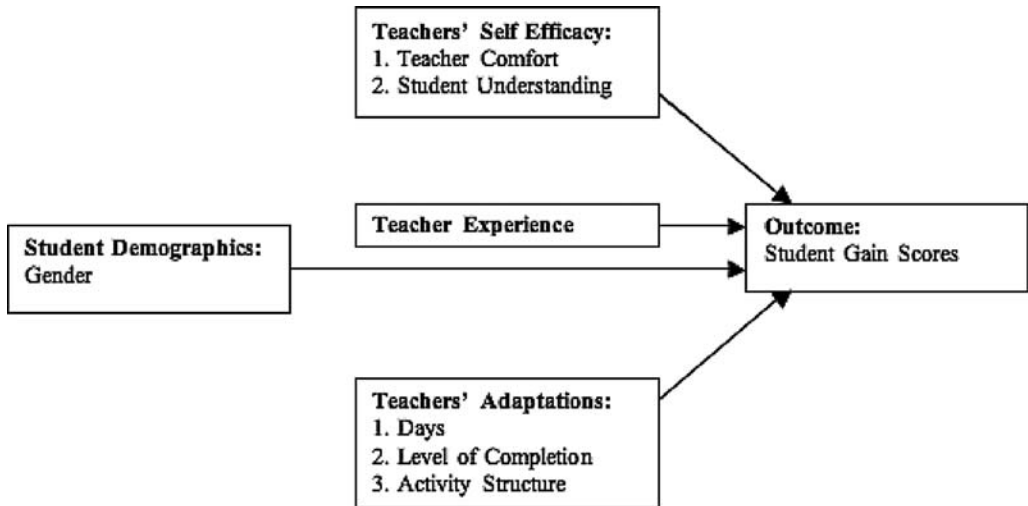 Teachers' Self Efficacy:
1. Teacher Comfort
2. Student Understanding
Teacher Experience
Student Demographics:
Gender
Outcome:
Student Gain Scores
Teachers' Adaptations:
1. Days
2. Level of Completion
3. Activity Structure